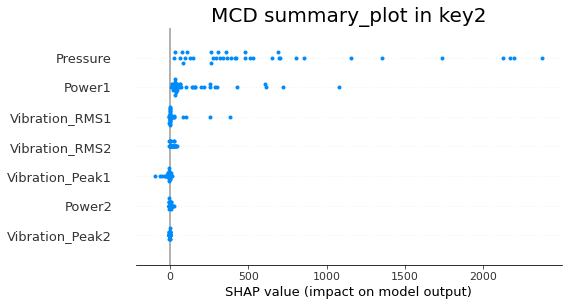 MCD summary_plot in key2
Pressure
Power1
Vibration_RMS1
Vibration_RMS2
Vibration_Peak1
Power2
Vibration_Peak2
0 500 1000 1500 2000
SHAP value (impact on model output)